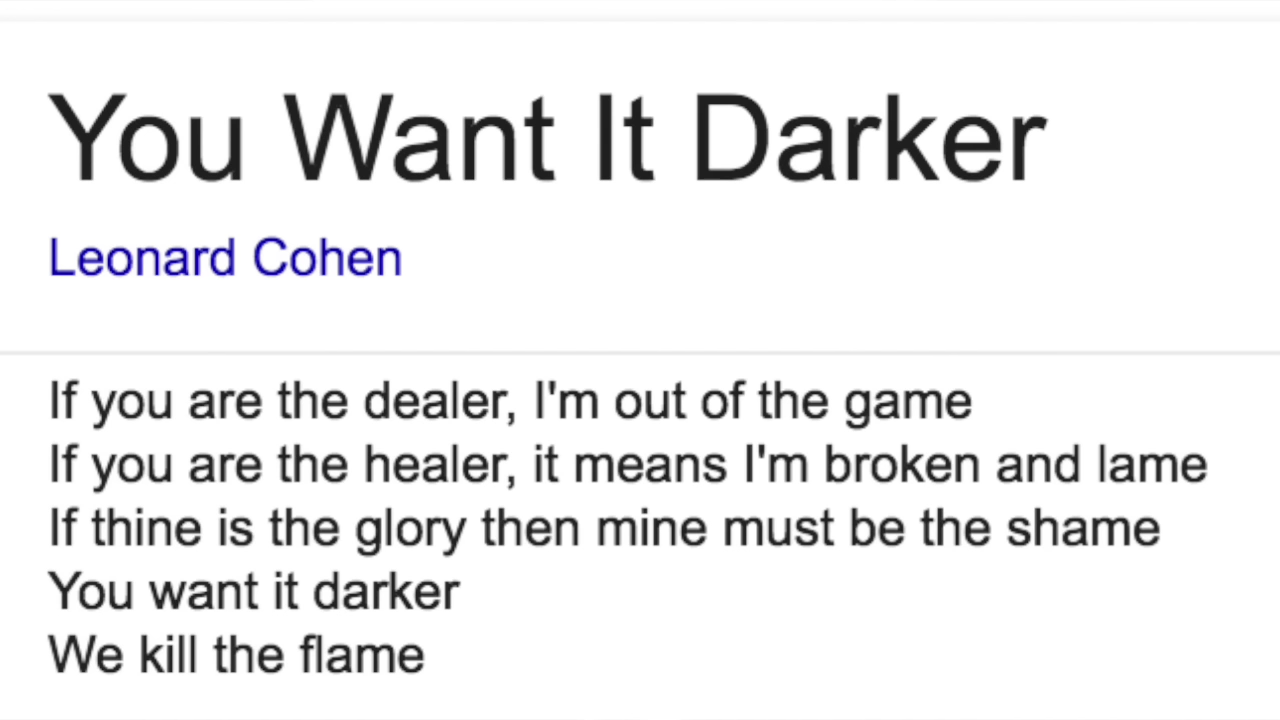 You Want It Darker
Leonard Cohen
If you are the dealer, I'm out of the game
If you are the healer, it means I'm broken and lame
If thine is the glory then mine must be the shame
You want it darker
We kill the flame